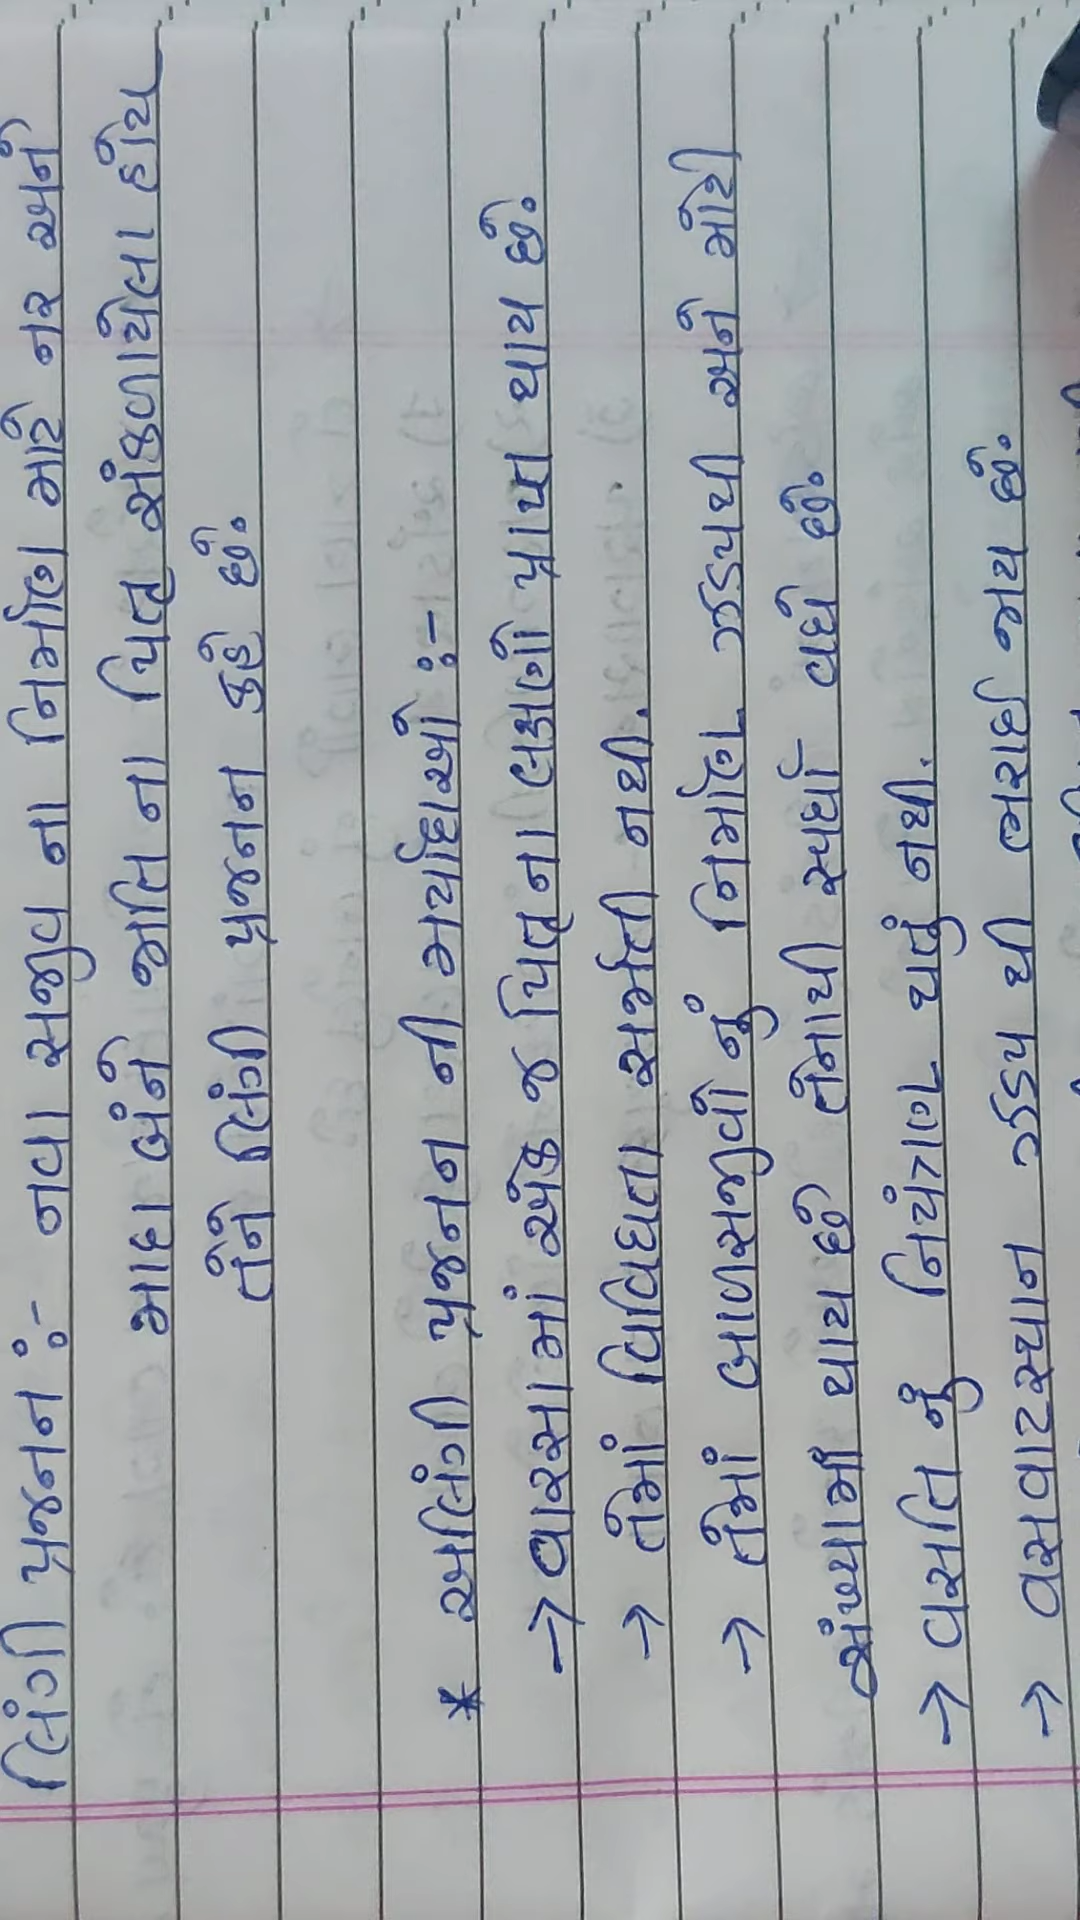 લિંગી પ્રજનન :- નવા સજીવ ના નિર્માણ માટે નર અને
માદા બંને જાતિ ના પિતૃ સંકળાયેલા હોય
તેને લિંગી પ્રજનન કહે છે.
* અલિંગી પ્રજનન ની મર્યાદાઓ :-
→ વારસામાં એક જ પિતૃ ના લક્ષણો પ્રાપ્ત થાય છે.
→ તેમાં વિવિધતા સર્જાતી નથી.
→ તેમાં બાળસજીવો નું નિર્માણ ઝડપથી અને મોટી
સંખ્યામાં થાય છે તેનાથી સ્પર્ધા વધે છે.
→ વસતિ નું નિયંત્રણ થતું નથી.
→ વસવાટસ્થાન ઝડપ થી ભરાઈ જાય છે.